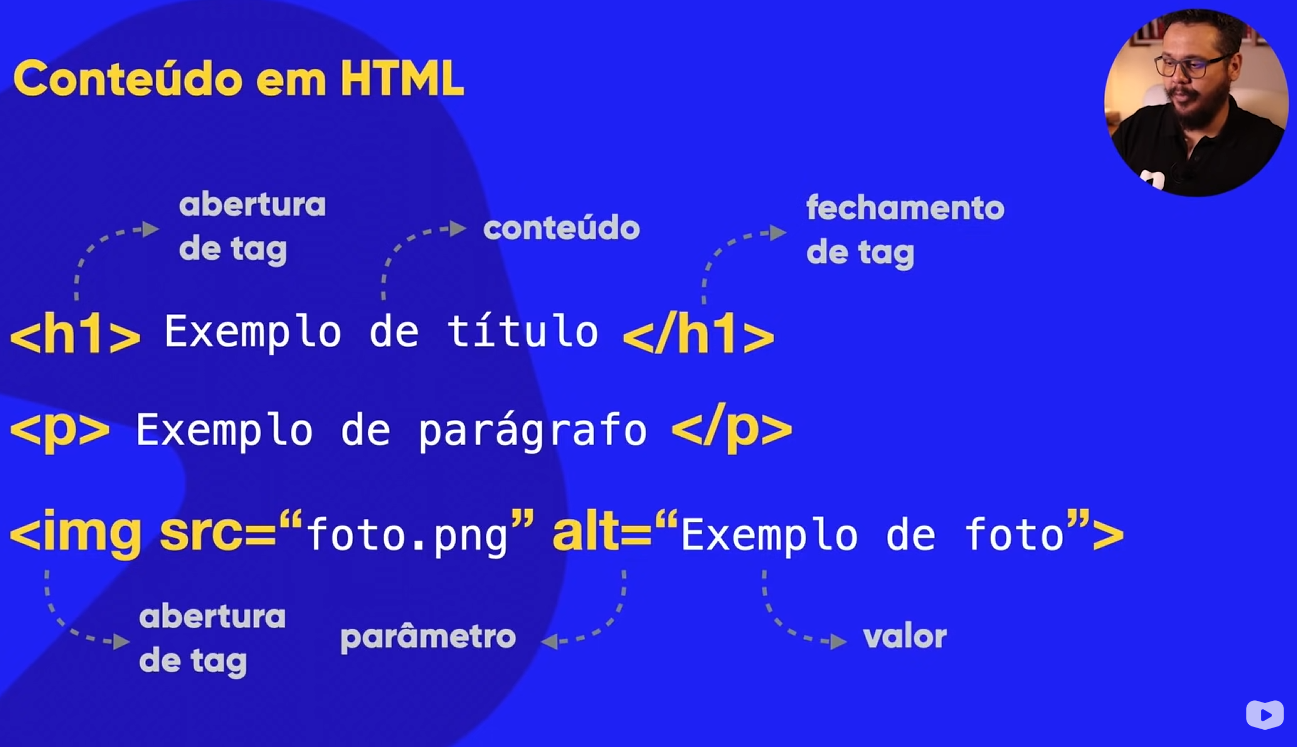 Conteúdo em HTML
abertura
de tag
conteúdo
fechamento
de tag
<h1> Exemplo de título </h1>
<p> Exemplo de parágrafo </p>
<img src=“foto.png” alt=“Exemplo de foto”>
abertura
de tag
parâmetro
valor